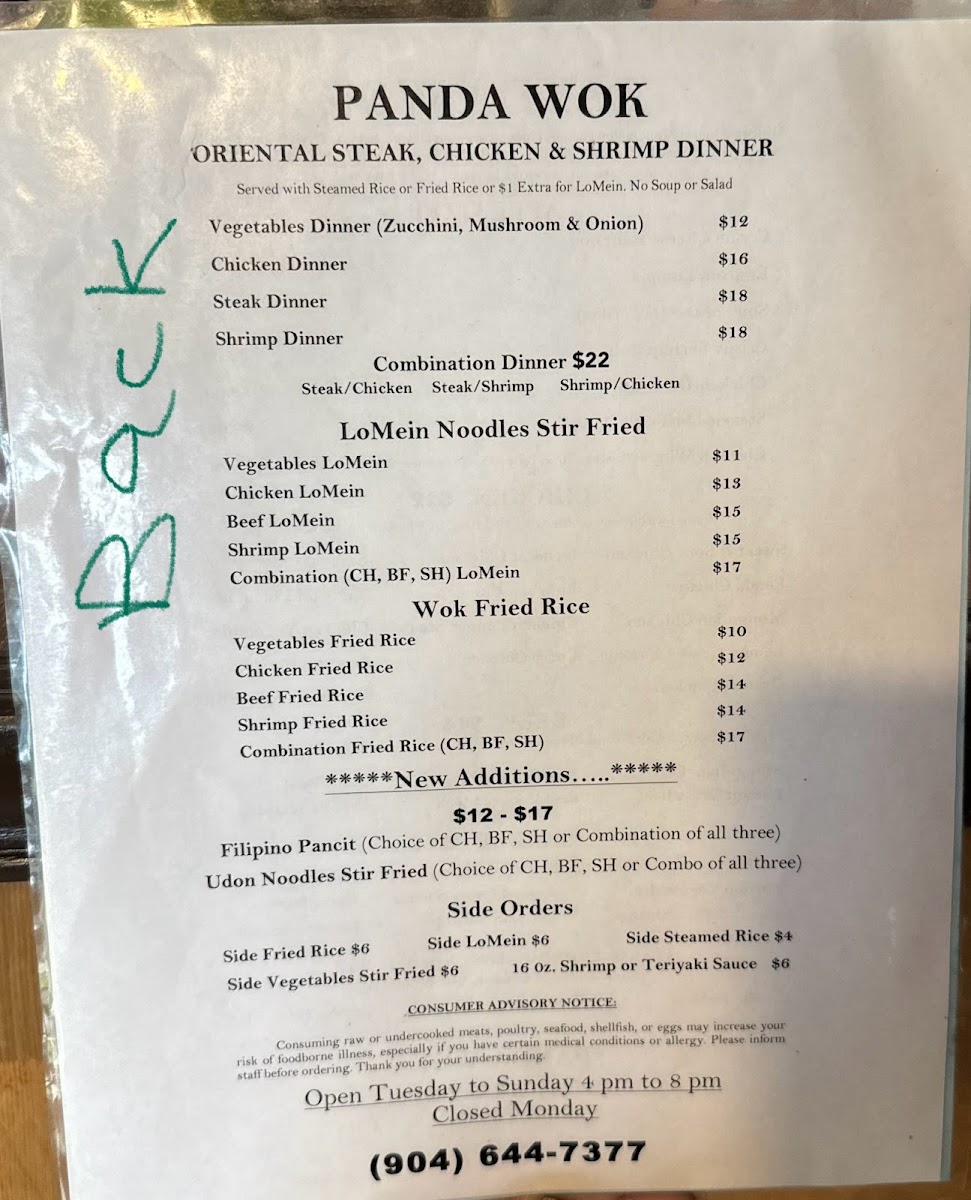 Back
PANDA WOK
ORIENTAL STEAK, CHICKEN & SHRIMP DINNER
Served with Steamed Rice or Fried Rice or $1 Extra for LoMein. No Soup or Salad
Vegetables Dinner (Zucchini, Mushroom & Onion) $12
Chicken Dinner $16
Steak Dinner $18
Shrimp Dinner $18
Combination Dinner $22
Steak/Chicken Steak/Shrimp Shrimp/Chicken
LoMein Noodles Stir Fried
Vegetables LoMein $11
Chicken LoMein $13
Beef LoMein $15
Shrimp LoMein $15
Combination (CH, BF, SH) LoMein $17
Wok Fried Rice
Vegetables Fried Rice $10
Chicken Fried Rice $12
Beef Fried Rice $14
Shrimp Fried Rice $14
Combination Fried Rice (CH, BF, SH) $17
*****New Additions.....*****
$12 - $17
Filipino Pancit (Choice of CH, BF, SH or Combination of all three)
Udon Noodles Stir Fried (Choice of CH, BF, SH or Combo of all three)
Side Orders
Side Fried Rice $6 Side LoMein $6 Side Steamed Rice $4
Side Vegetables Stir Fried $6 16 Oz. Shrimp or Teriyaki Sauce $6
CONSUMER ADVISORY NOTICE:
Consuming raw or undercooked meats, poultry, seafood, shellfish, or eggs may increase your
risk of foodborne illness, especially if you have certain medical conditions or allergy. Please inform
staff before ordering. Thank you for your understanding.
Open Tuesday to Sunday 4 pm to 8 pm
Closed Monday
(904) 644-7377